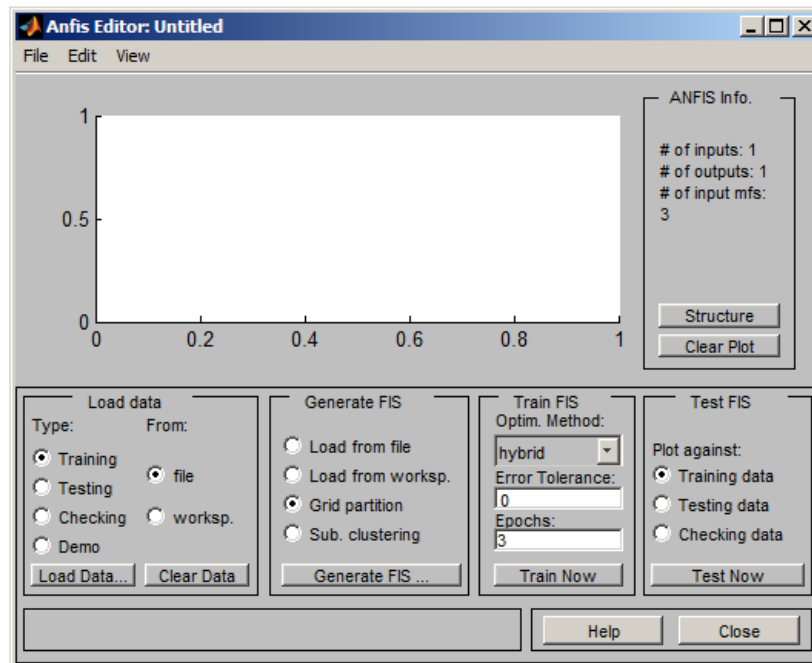 Anfis Editor: Untitled
File Edit View
1
0.5
0
0 0.2 0.4 0.6 0.8 1
ANFIS Info.
# of inputs: 1
# of outputs: 1
# of input mfs:
3
Structure
Clear Plot
Load data
Type: From:
Training
Testing
Checking
Demo
file
worksp.
Load Data... Clear Data
Generate FIS
Load from file
Load from worksp.
Grid partition
Sub. clustering
Generate FIS ...
Train FIS
Optim. Method:
hybrid
Error Tolerance:
0
Epochs:
3
Train Now
Test FIS
Plot against:
Training data
Testing data
Checking data
Test Now
Help Close